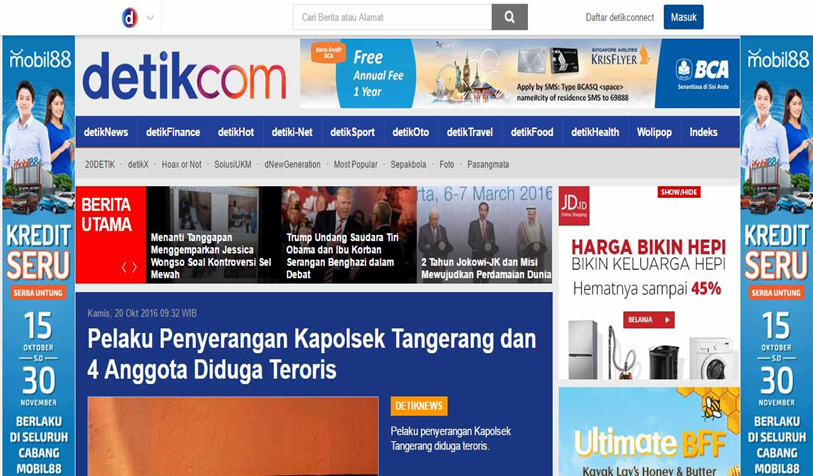 Cari Berita atau Alamat
Daftar detikconnect
Masuk
mobil88
KREDIT
SERU
SERBA UNTUNG
15
OKTOBER
S.D
30
NOVEMBER
BERLAKU
DI SELURUH
CABANG
MOBIL88
detikcom
Kartu Kredit
BCA
Free
Annual Fee
1 Year
SINGAPORE AIRLINES
KRISFLYER
Apply by SMS: Type BCASQ <space>
name#city of residence SMS to 69888
BCA
Senantiasa di Sisi Anda
detikNews detikFinance detikHot detiki-Net detikSport detikOto detikTravel detikFood detikHealth Wolipop Indeks
20DETIK · detikX · Hoax or Not · SolusiUKM · dNewGeneration · Most Popular · Sepakbola · Foto · Pasangmata
BERITA
UTAMA
Menanti Tanggapan
Menggemparkan Jessica
Wongso Soal Kontroversi Sel
Mewah
Trump Undang Saudara Tiri
Obama dan Ibu Korban
Serangan Benghazi dalam
Debat
rta, 6-7 March 2016
2 Tahun Jokowi-JK dan Misi
Mewujudkan Perdamaian Dunia
SHOW/HIDE
JD.ID
Online Shopping
HARGA BIKIN HEPI
BIKIN KELUARGA HEPI
Hematnya sampai 45%
BELANJA
Kamis, 20 Okt 2016 09:32 WIB
Pelaku Penyerangan Kapolsek Tangerang dan
4 Anggota Diduga Teroris
DETIKNEWS
Pelaku penyerangan Kapolsek
Tangerang diduga teroris.
Ultimate BFF
Kayak Lay's Honey & Butter
mobil88
KREDIT
SERU
SERBA UNTUNG
15
OKTOBER
S.D
30
NOVEMBER
BERLAKU
DI SELURUH
CABANG
MOBIL88